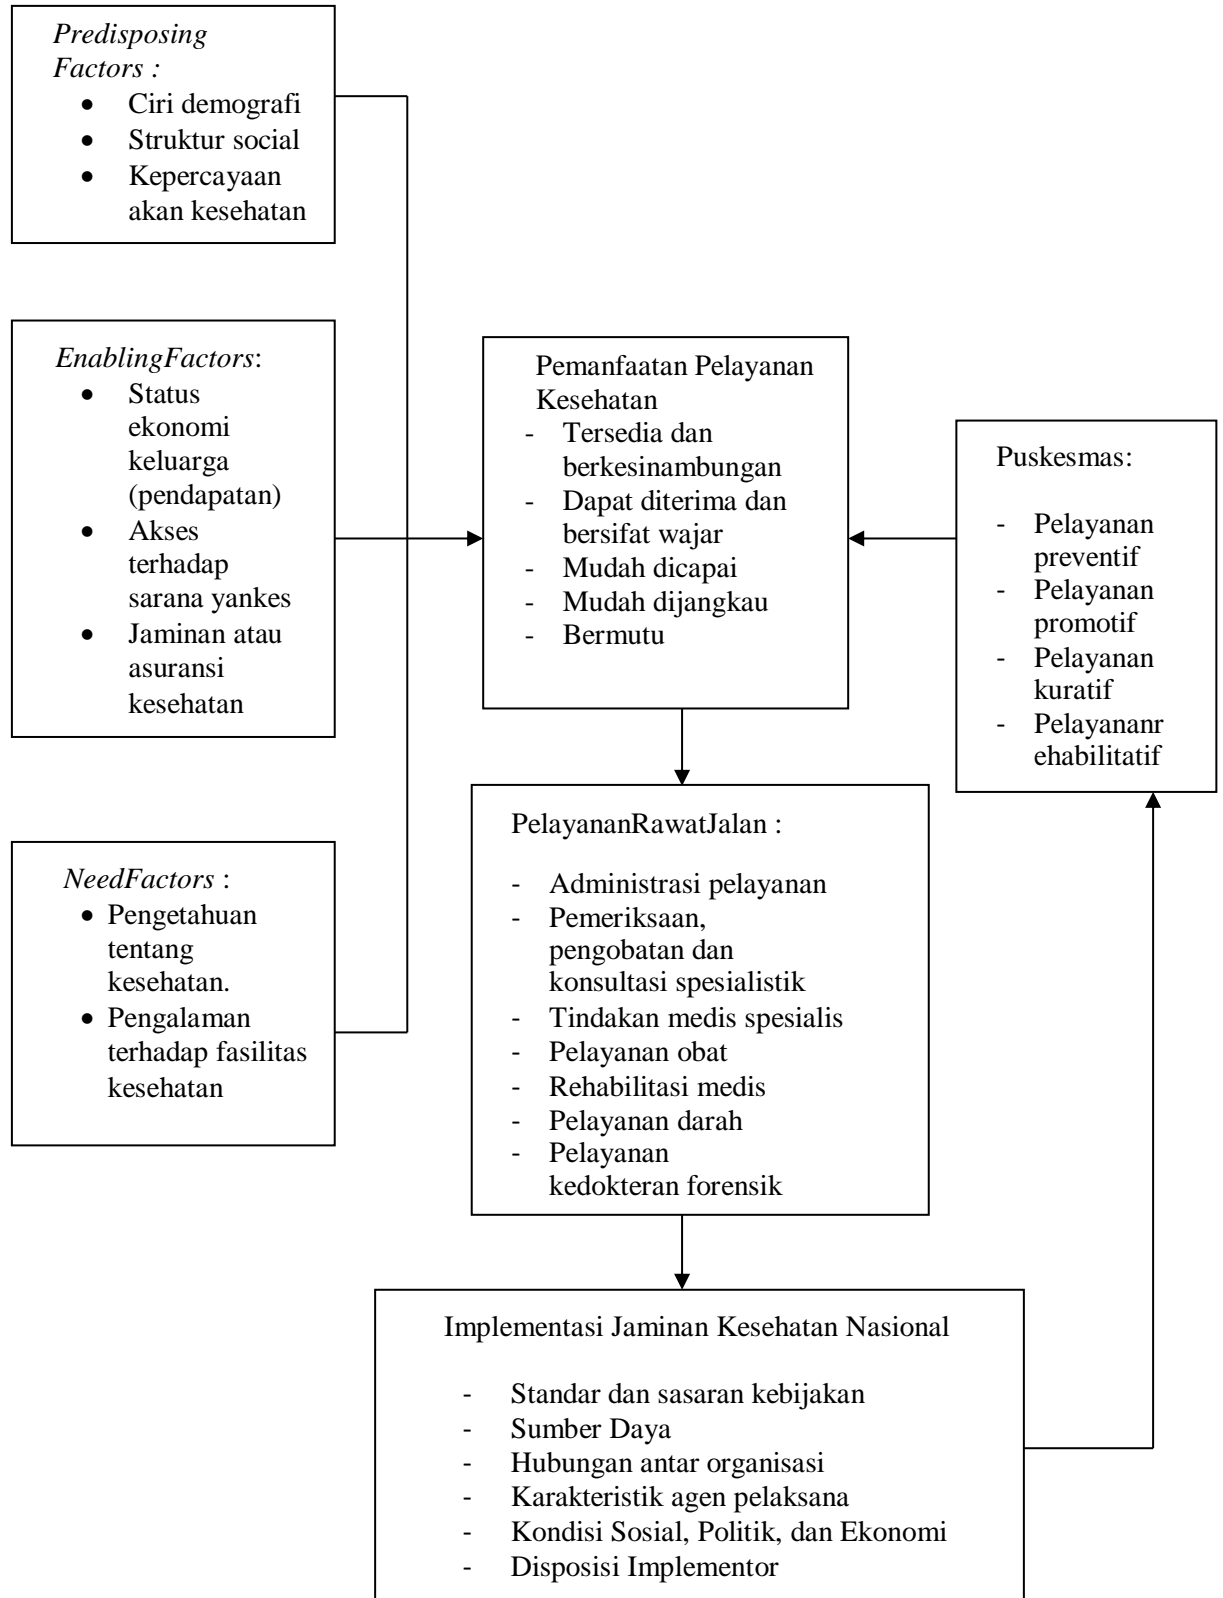 Predisposing
Factors :
• Ciri demografi
• Struktur social
• Kepercayaan
akan kesehatan
EnablingFactors:
• Status
ekonomi
keluarga
(pendapatan)
• Akses
terhadap
sarana yankes
• Jaminan atau
asuransi
kesehatan
NeedFactors :
• Pengetahuan
tentang
kesehatan.
• Pengalaman
terhadap fasilitas
kesehatan
Pemanfaatan Pelayanan
Kesehatan
- Tersedia dan
berkesinambungan
- Dapat diterima dan
bersifat wajar
- Mudah dicapai
- Mudah dijangkau
- Bermutu
Puskesmas:
- Pelayanan
preventif
- Pelayanan
promotif
- Pelayanan
kuratif
- Pelayananr
ehabilitatif
PelayananRawatJalan :
- Administrasi pelayanan
- Pemeriksaan,
pengobatan dan
konsultasi spesialistik
- Tindakan medis spesialis
- Pelayanan obat
- Rehabilitasi medis
- Pelayanan darah
- Pelayanan
kedokteran forensik
Implementasi Jaminan Kesehatan Nasional
- Standar dan sasaran kebijakan
- Sumber Daya
- Hubungan antar organisasi
- Karakteristik agen pelaksana
- Kondisi Sosial, Politik, dan Ekonomi
- Disposisi Implementor